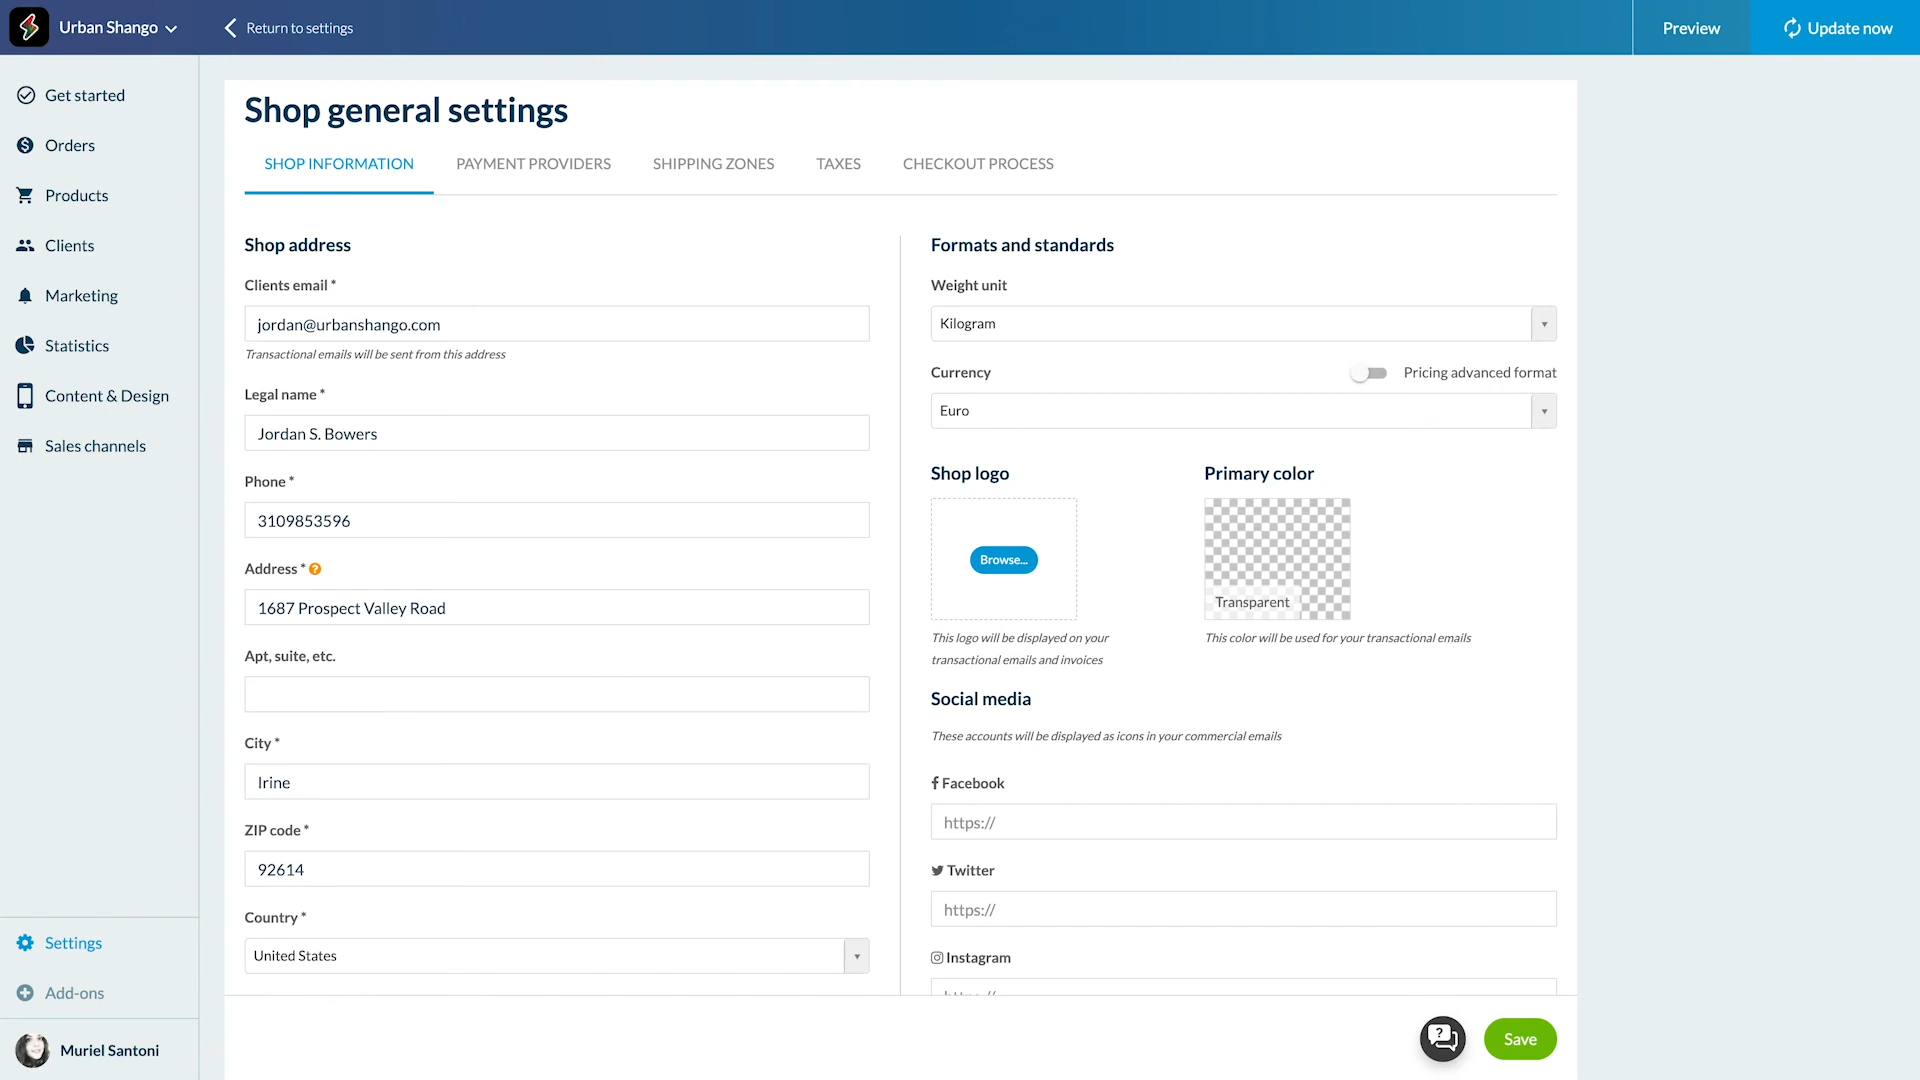 Urban Shango
Return to settings
Preview
Update now
Get started
Orders
Products
Clients
Marketing
Statistics
Content & Design
Sales channels
Settings
Add-ons
Muriel Santoni
Shop general settings
SHOP INFORMATION
PAYMENT PROVIDERS
SHIPPING ZONES
TAXES
CHECKOUT PROCESS
Shop address
Clients email *
jordan@urbanshango.com
Transactional emails will be sent from this address
Legal name *
Jordan S. Bowers
Phone *
3109853596
Address * ?
1687 Prospect Valley Road
Apt, suite, etc.
City *
Irine
ZIP code *
92614
Country *
United States
Formats and standards
Weight unit
Kilogram
Currency
Pricing advanced format
Euro
Shop logo
Browse...
This logo will be displayed on your
transactional emails and invoices
Primary color
Transparent
This color will be used for your transactional emails
Social media
These accounts will be displayed as icons in your commercial emails
Facebook
https://
Twitter
https://
Instagram
Save